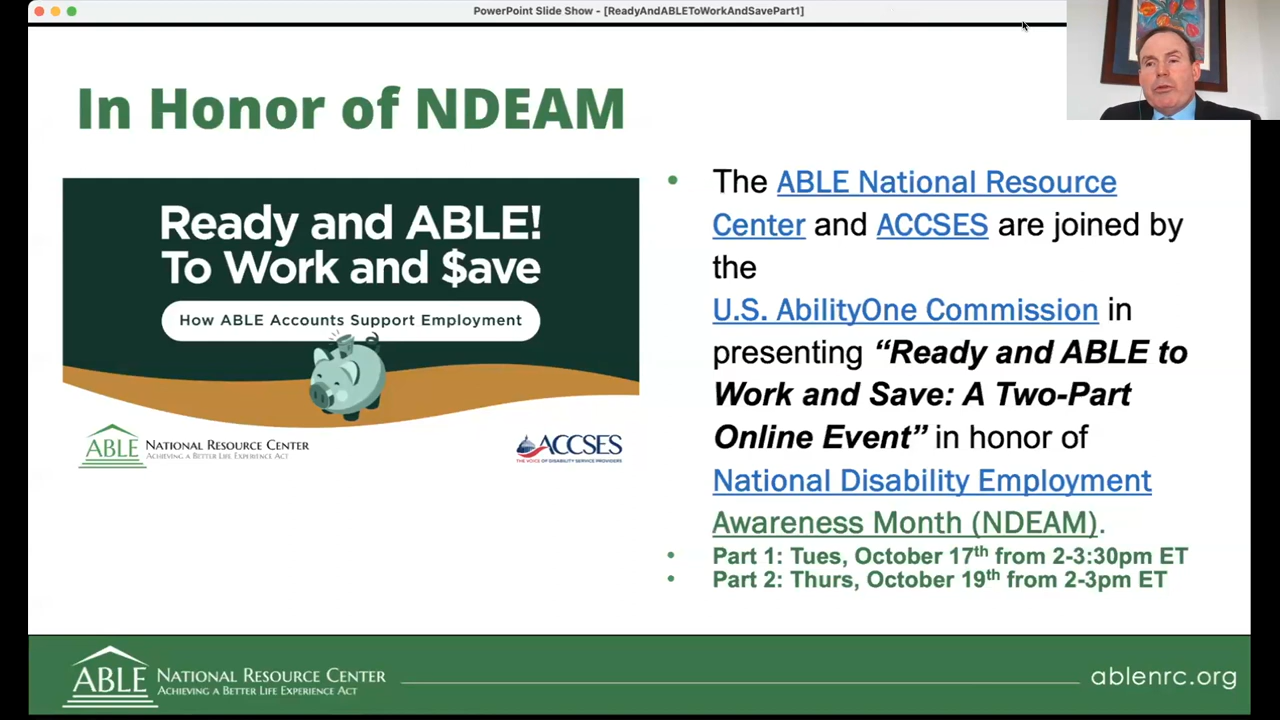 PowerPoint Slide Show - [ReadyAndABLEToWorkAndSavePart1]
In Honor of NDEAM
Ready and ABLE!
To Work and $ave
How ABLE Accounts Support Employment
ABLE NATIONAL RESOURCE CENTER
ACHIEVING A BETTER LIFE EXPERIENCE ACT
ACCSES
THE VOICE OF DISABILITY SERVICE PROVIDERS
• The ABLE National Resource
Center and ACCSES are joined by
the
U.S. AbilityOne Commission in
presenting “Ready and ABLE to
Work and Save: A Two-Part
Online Event” in honor of
National Disability Employment
Awareness Month (NDEAM).
• Part 1: Tues, October 17th from 2-3:30pm ET
• Part 2: Thurs, October 19th from 2-3pm ET
ABLE NATIONAL RESOURCE CENTER
ACHIEVING A BETTER LIFE EXPERIENCE ACT
ablenrc.org